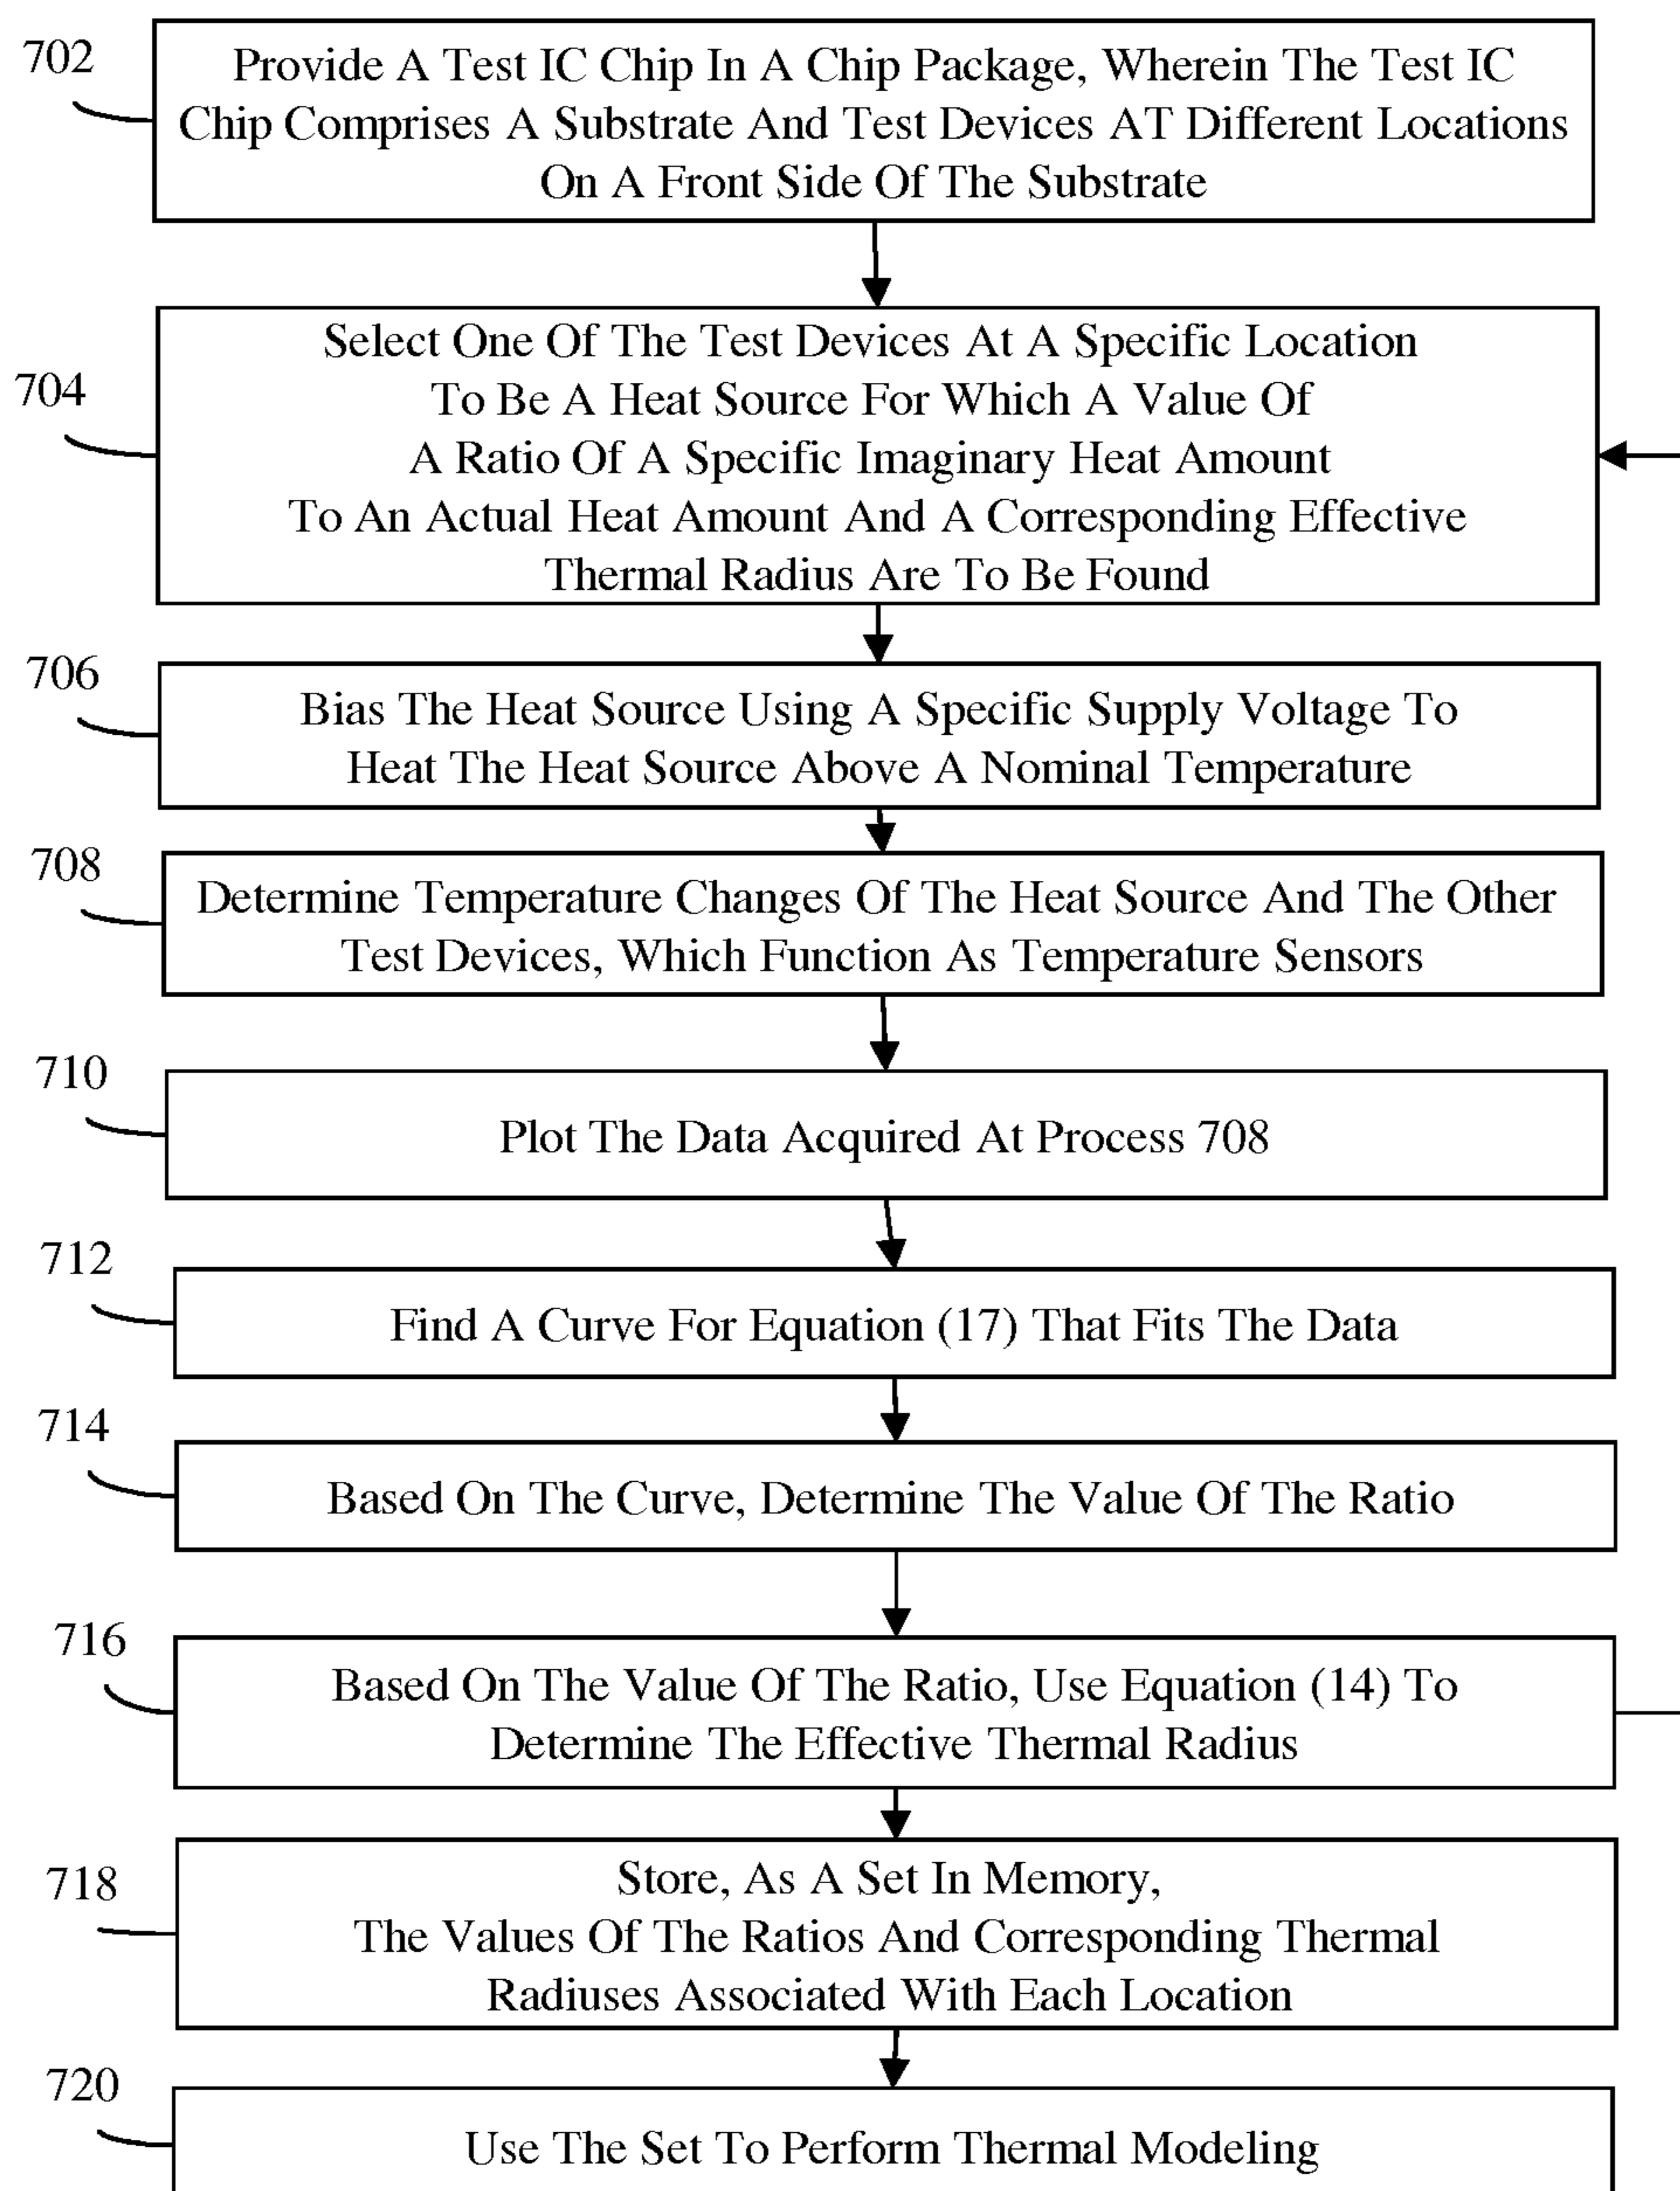 702
Provide A Test IC Chip In A Chip Package, Wherein The Test IC
Chip Comprises A Substrate And Test Devices AT Different Locations
On A Front Side Of The Substrate
704
Select One Of The Test Devices At A Specific Location
To Be A Heat Source For Which A Value Of
A Ratio Of A Specific Imaginary Heat Amount
To An Actual Heat Amount And A Corresponding Effective
Thermal Radius Are To Be Found
706
Bias The Heat Source Using A Specific Supply Voltage To
Heat The Heat Source Above A Nominal Temperature
708
Determine Temperature Changes Of The Heat Source And The Other
Test Devices, Which Function As Temperature Sensors
710
Plot The Data Acquired At Process 708
712
Find A Curve For Equation (17) That Fits The Data
714
Based On The Curve, Determine The Value Of The Ratio
716
Based On The Value Of The Ratio, Use Equation (14) To
Determine The Effective Thermal Radius
718
Store, As A Set In Memory,
The Values Of The Ratios And Corresponding Thermal
Radiuses Associated With Each Location
720
Use The Set To Perform Thermal Modeling